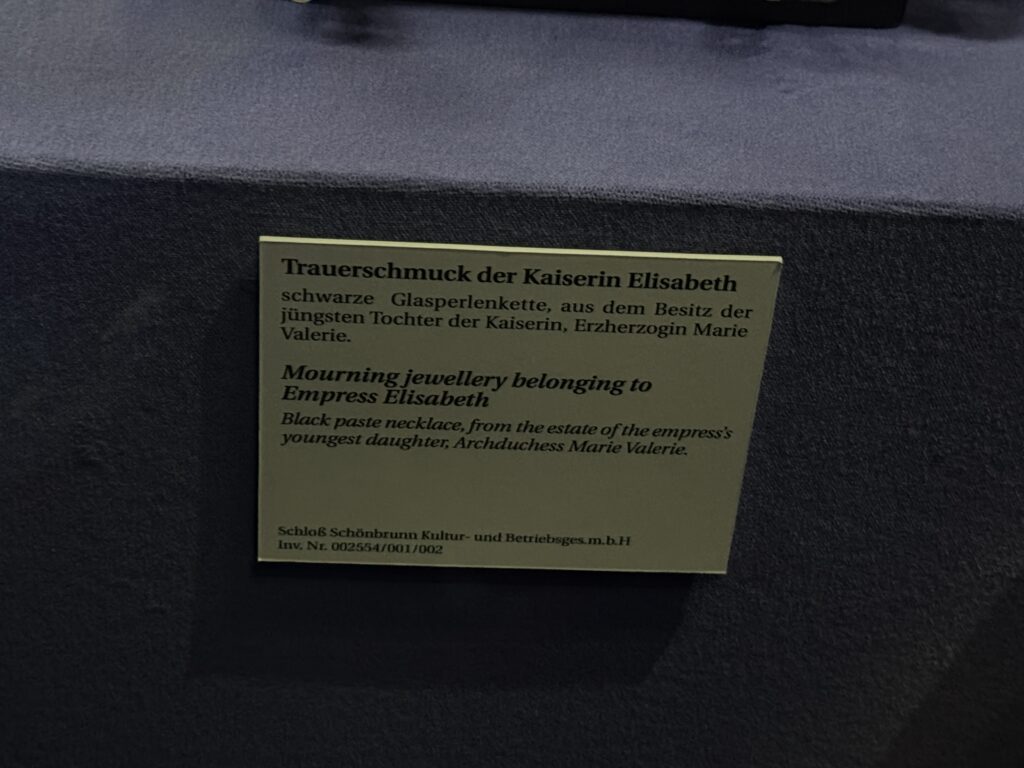 Trauerschmuck der Kaiserin Elisabeth
schwarze Glasperlenkette, aus dem Besitz der
jüngsten Tochter der Kaiserin, Erzherzogin Marie
Valerie.
Mourning jewellery belonging to
Empress Elisabeth
Black paste necklace, from the estate of the empress's
youngest daughter, Archduchess Marie Valerie.
Schloß Schönbrunn Kultur- und Betriebsges.m.b.H
Inv. Nr. 002554/001/002